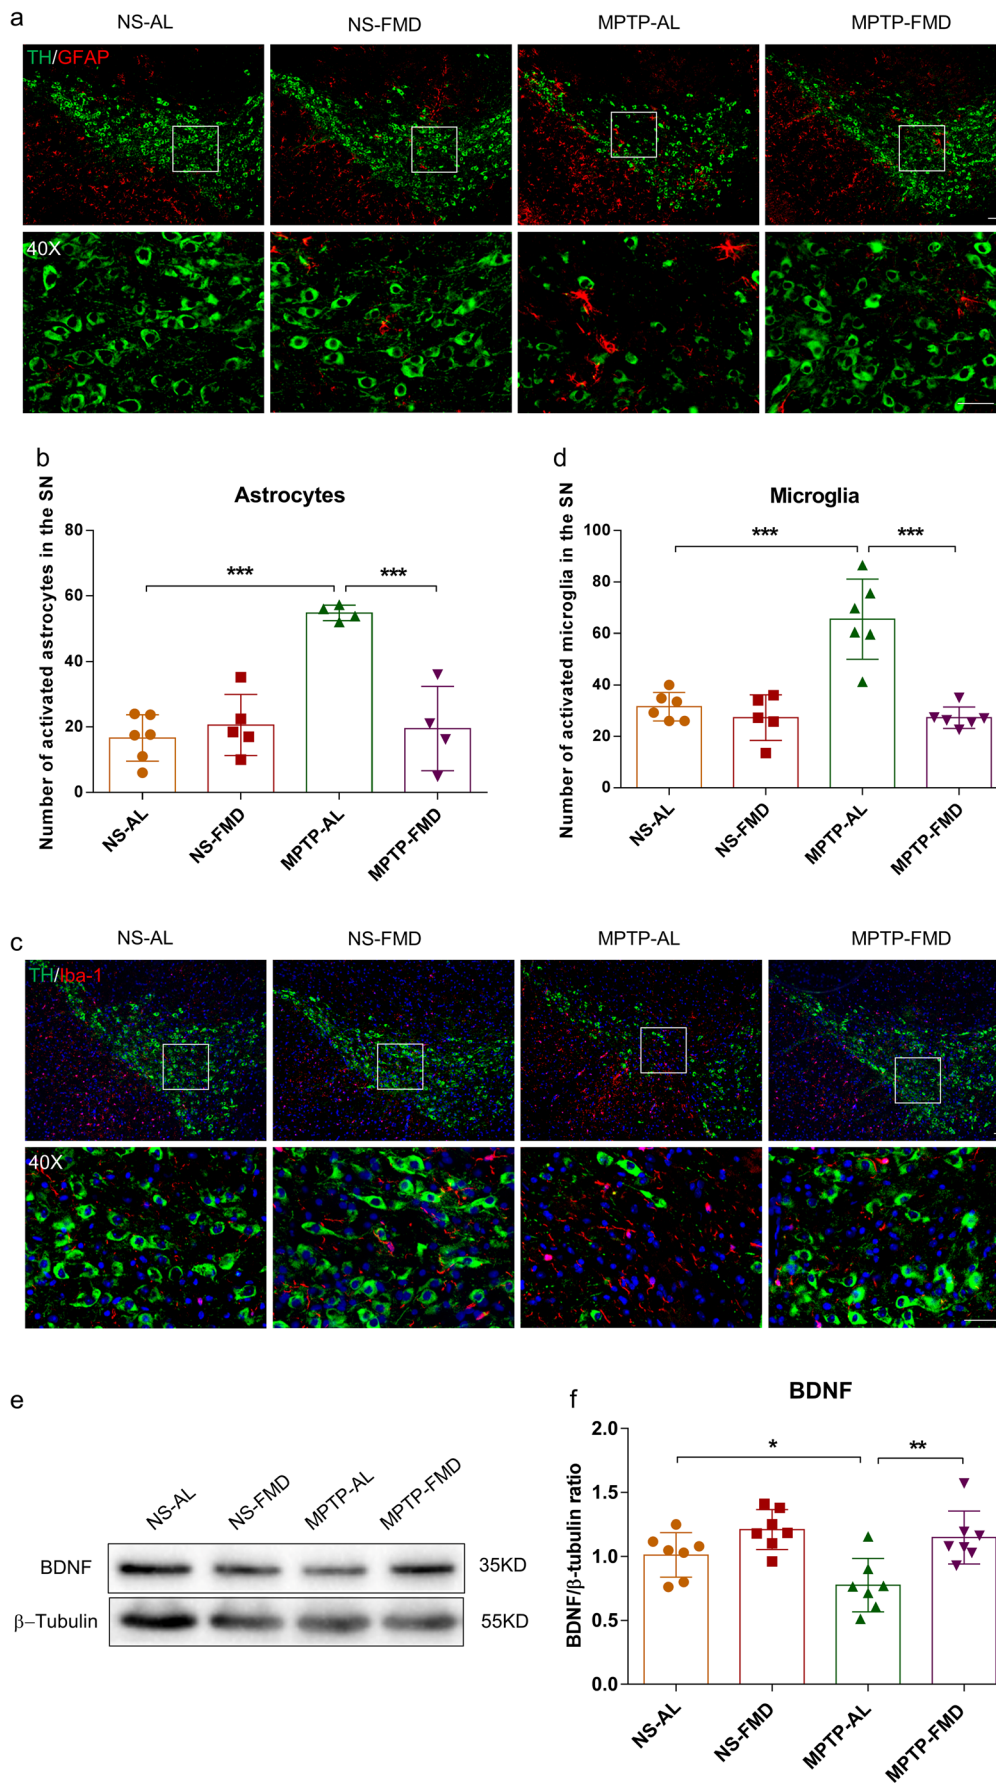 a
NS-AL
NS-FMD
MPTP-AL
MPTP-FMD
TH/GFAP
40X
b
Astrocytes
Number of activated astrocytes in the SN
80
60
40
20
0
***
***
NS-AL
NS-FMD
MPTP-AL
MPTP-FMD
d
Microglia
Number of activated microglia in the SN
100
80
60
40
20
0
***
***
NS-AL
NS-FMD
MPTP-AL
MPTP-FMD
c
NS-AL
NS-FMD
MPTP-AL
MPTP-FMD
TH/Iba-1
40X
e
NS-AL
NS-FMD
MPTP-AL
MPTP-FMD
BDNF
35KD
β–Tubulin
55KD
f
BDNF
BDNF/β-tubulin ratio
2.0
1.5
1.0
0.5
0.0
*
**
NS-AL
NS-FMD
MPTP-AL
MPTP-FMD